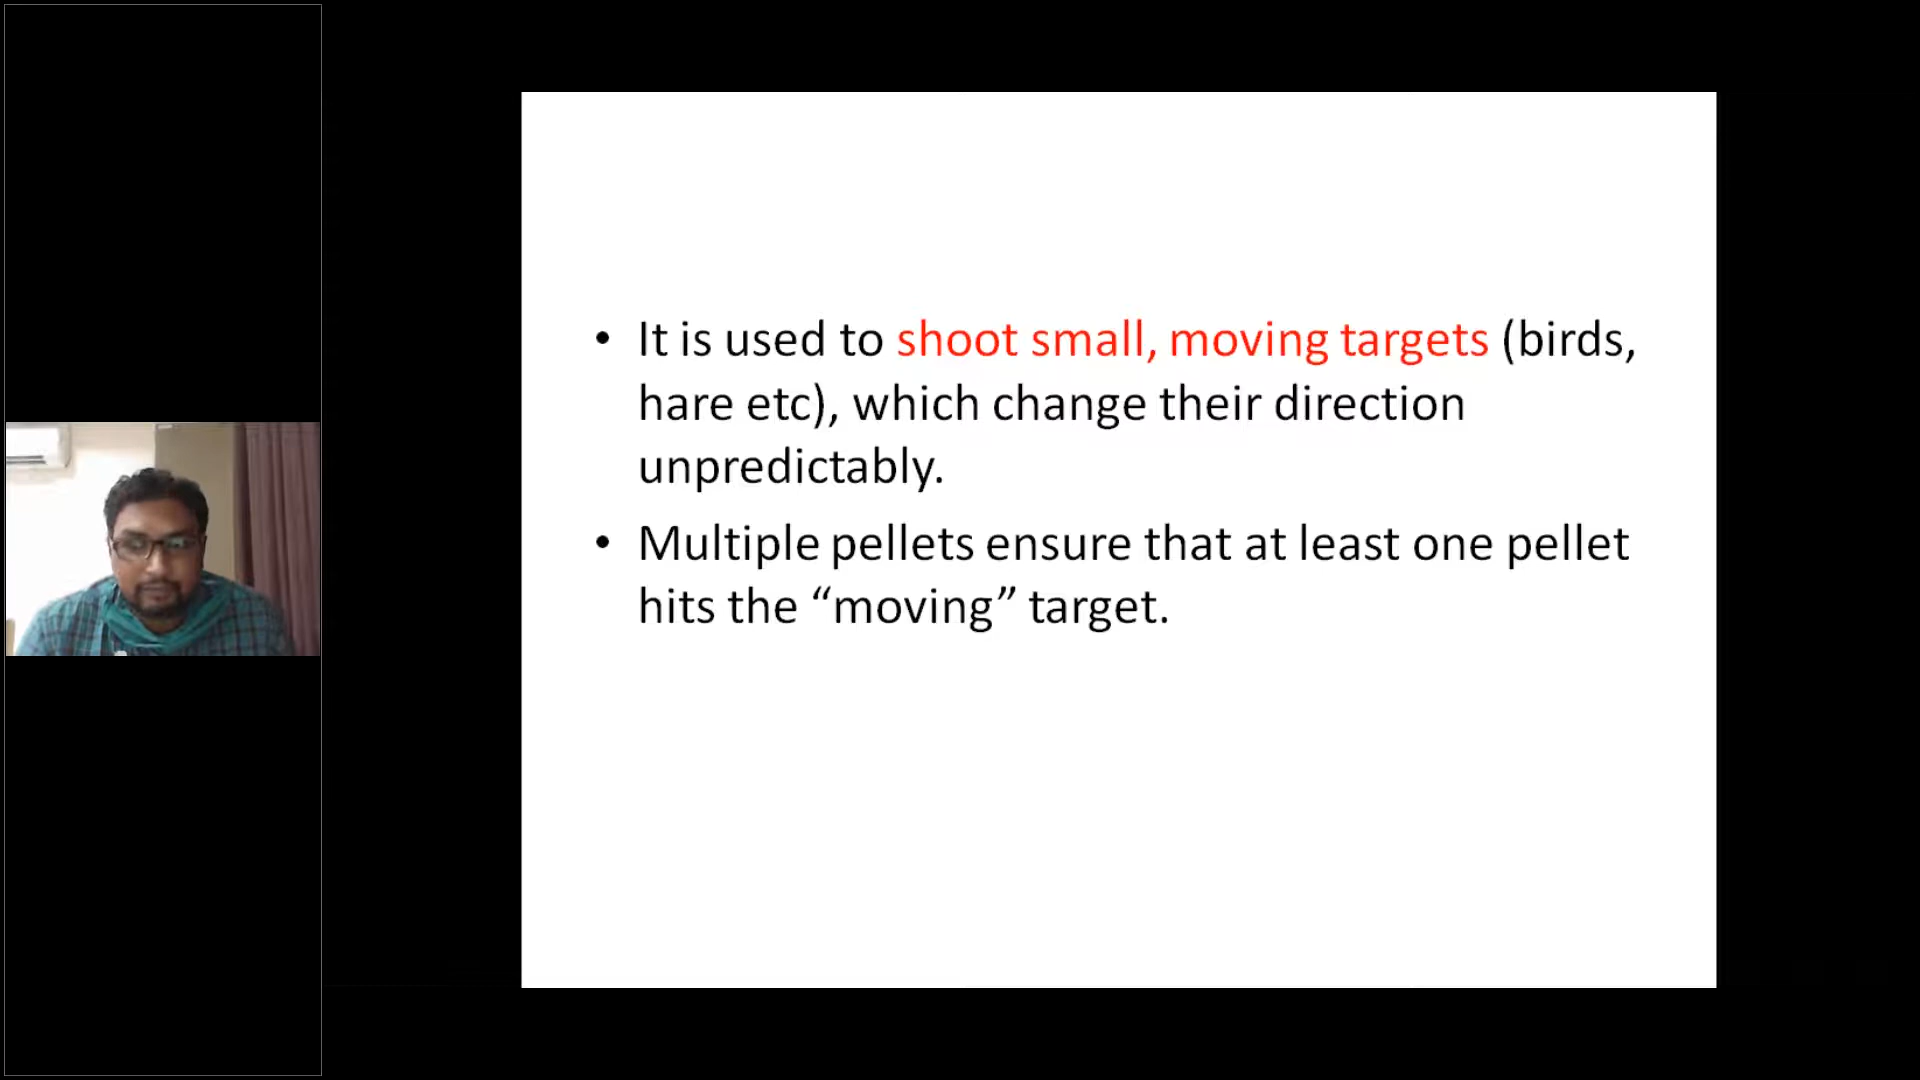 • It is used to shoot small, moving targets (birds,
hare etc), which change their direction
unpredictably.
• Multiple pellets ensure that at least one pellet
hits the “moving” target.